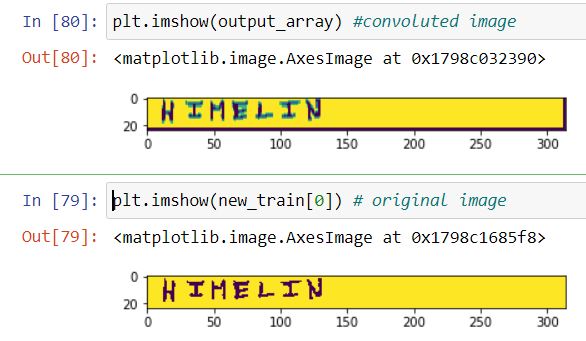 In [80]: plt.imshow(output_array) #convoluted image
Out[80]: <matplotlib.image.AxesImage at 0x1798c032390>
0
HIMELIN
20
0 50 100 150 200 250 300
In [79]: plt.imshow(new_train[0]) # original image
Out[79]: <matplotlib.image.AxesImage at 0x1798c1685f8>
0
HIMELIN
20
0 50 100 150 200 250 300